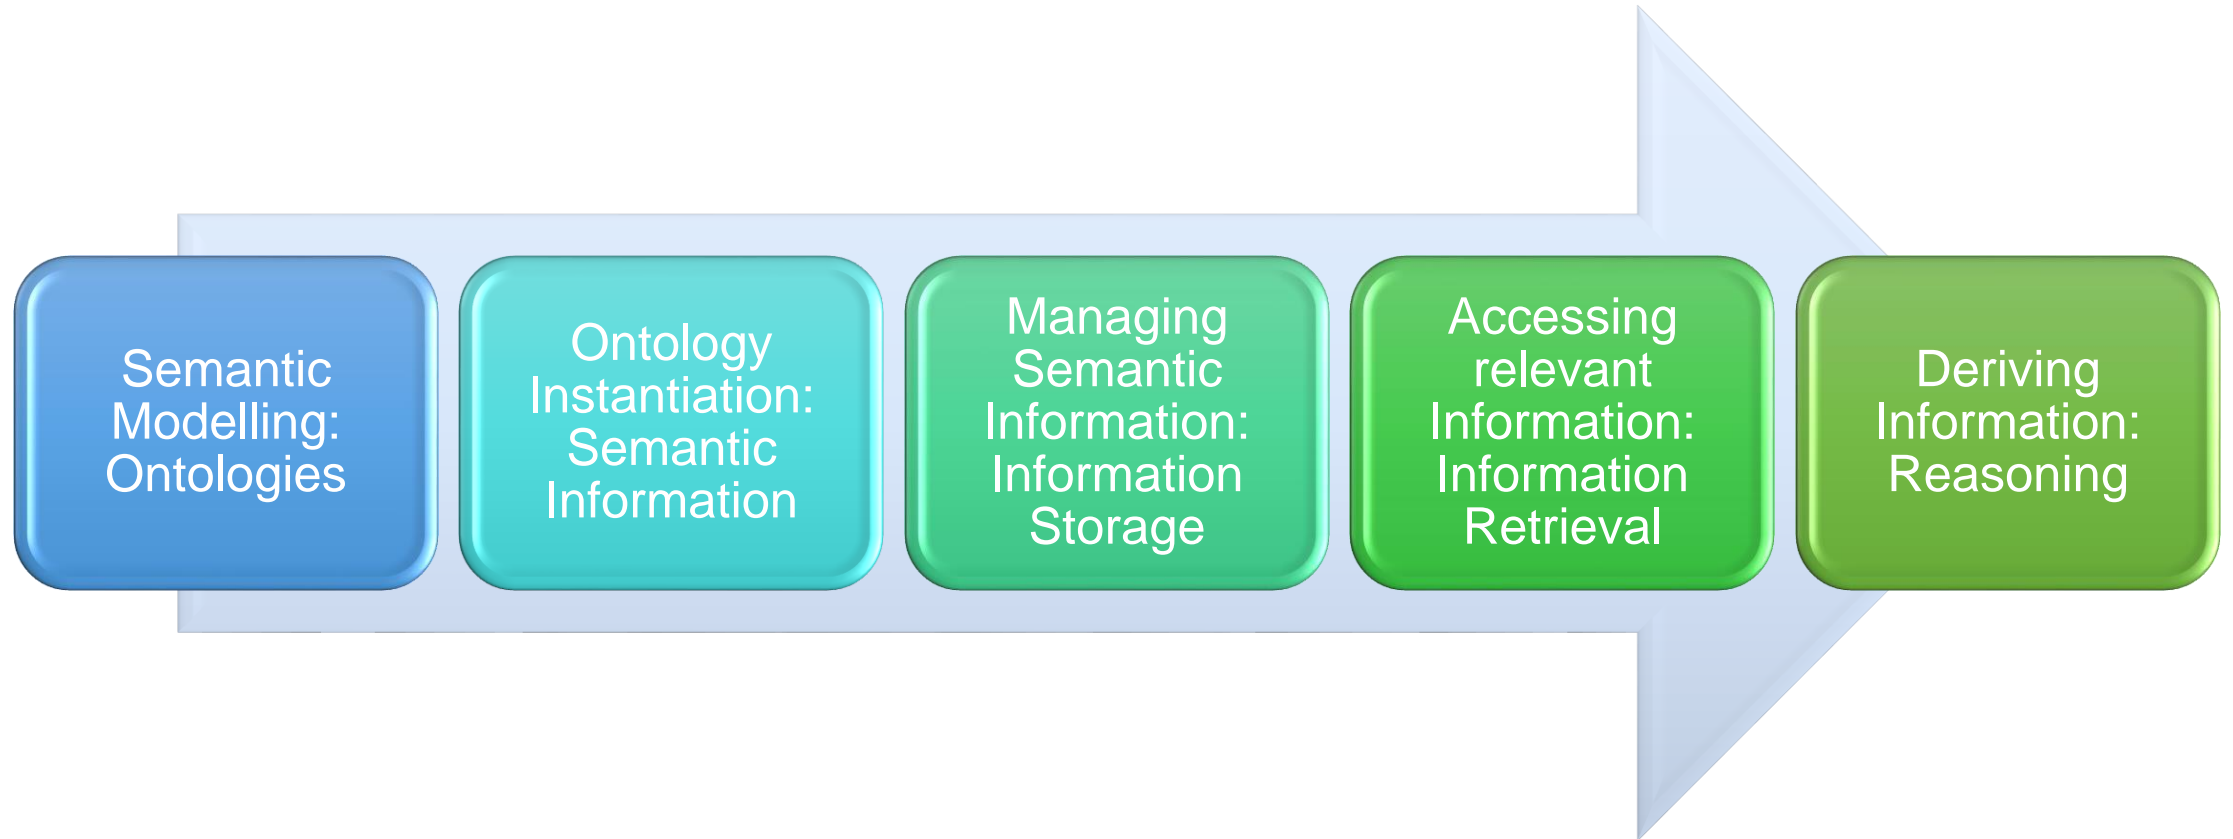 Semantic
Modelling:
Ontologies
Ontology
Instantiation:
Semantic
Information
Managing
Semantic
Information:
Information
Storage
Accessing
relevant
Information:
Information
Retrieval
Deriving
Information:
Reasoning